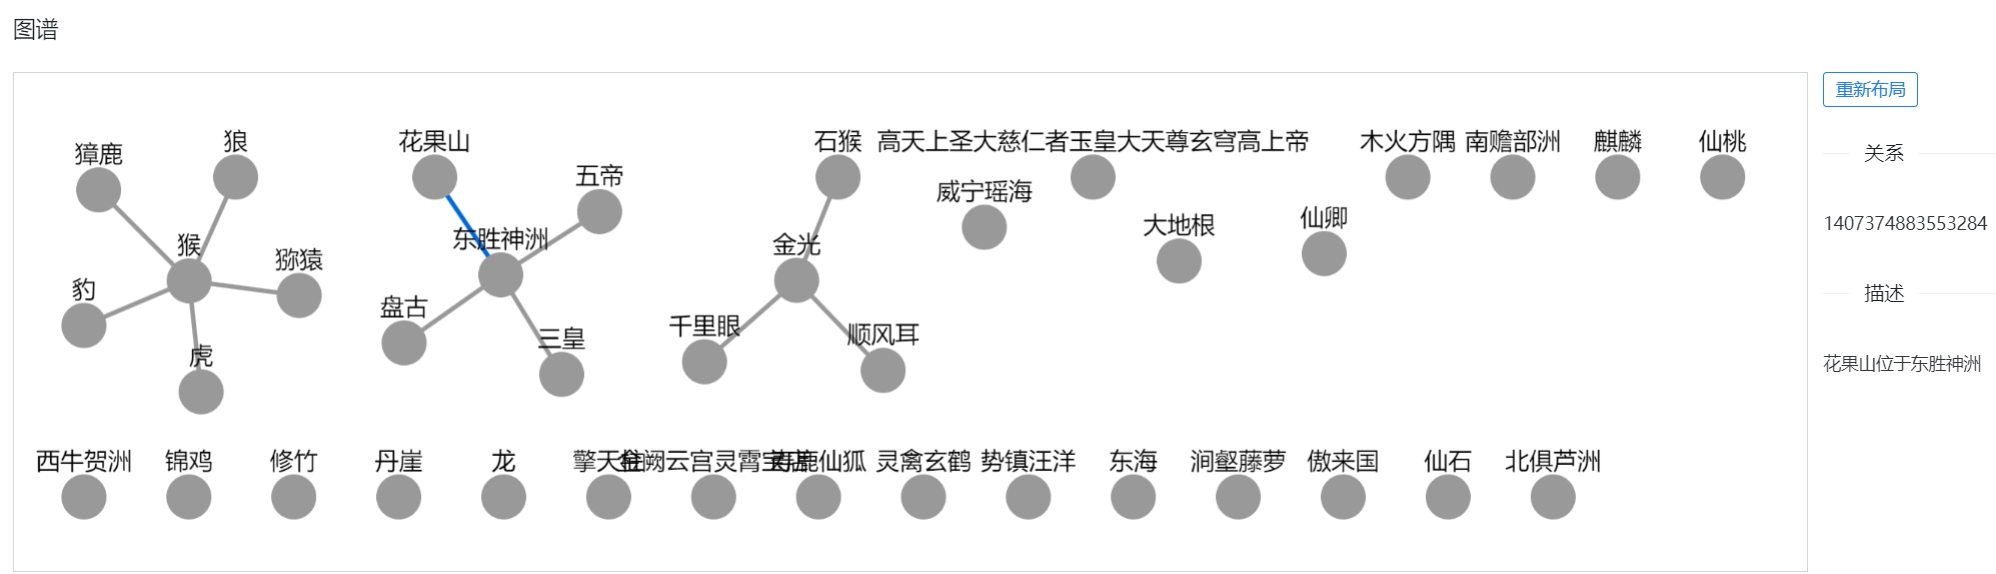 图谱
重新布局
关系
1407374883553284
描述
花果山位于东胜神洲
獐鹿
狼
猴
豹
猕猿
虎
花果山
五帝
东胜神洲
盘古
三皇
石猴
金光
千里眼
顺风耳
高天上圣大慈仁者玉皇大天尊玄穹高上帝
威宁瑶海
大地根
仙卿
木火方隅
南赡部洲
麒麟
仙桃
西牛贺洲
锦鸡
修竹
丹崖
龙
擎天柱
金阙云宫灵霄宝殿
寿鹿仙狐
灵禽玄鹤
势镇汪洋
东海
涧壑藤萝
傲来国
仙石
北俱芦洲